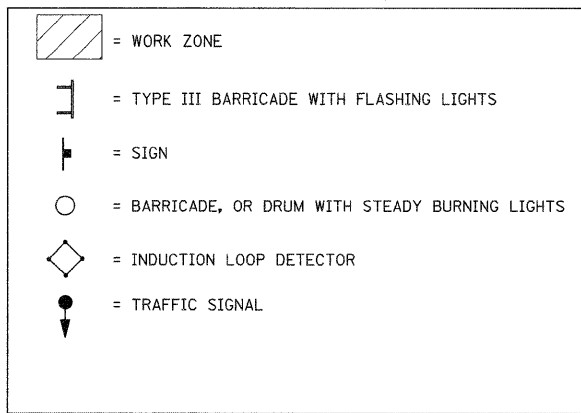 = WORK ZONE
= TYPE III BARRICADE WITH FLASHING LIGHTS
= SIGN
= BARRICADE, OR DRUM WITH STEADY BURNING LIGHTS
= INDUCTION LOOP DETECTOR
= TRAFFIC SIGNAL